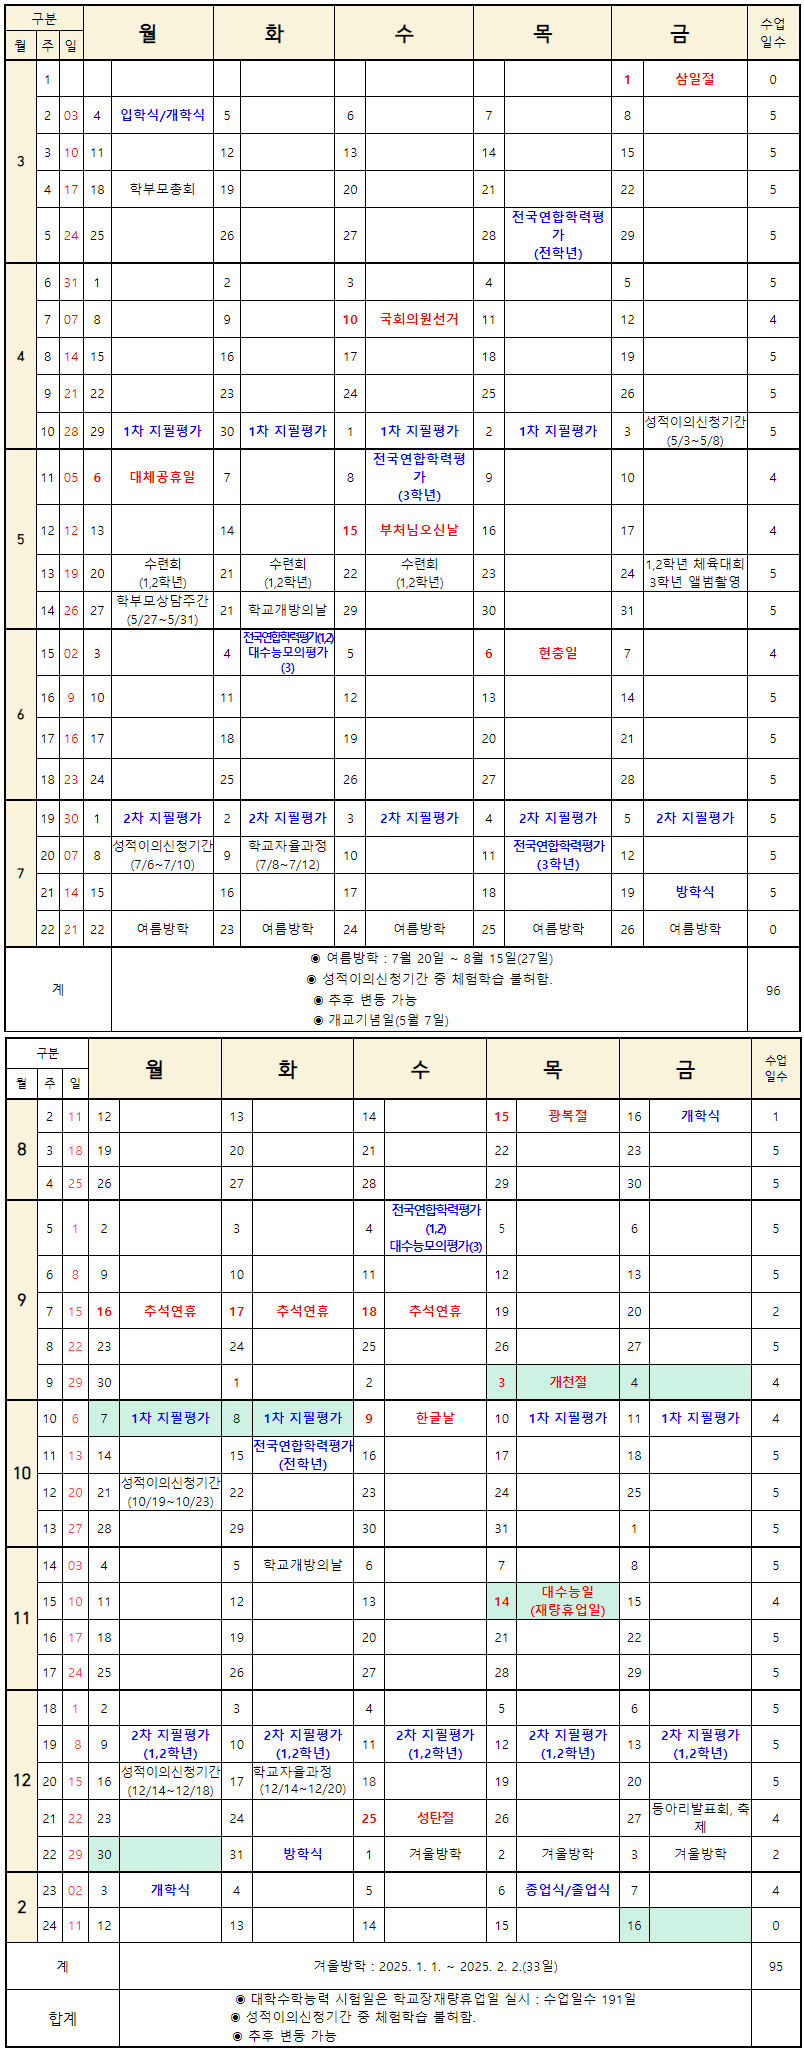 구분 월 화 수 목 금 수업
월 주 일 일수
3 1 1 삼일절 0
2 03 4 입학식/개학식 5 6 7 8 5
3 10 11 12 13 14 15 5
4 17 18 학부모총회 19 20 21 22 5
전국연합학력평
5 24 25 26 27 28 가 29 5
(전학년)
4 6 31 1 2 3 4 5 5
7 07 8 9 10 국회의원선거 11 12 4
8 14 15 16 17 18 19 5
9 21 22 23 24 25 26 5
10 28 29 1차 지필평가 30 1차 지필평가 1 1차 지필평가 2 1차 지필평가 3 성적이의신청기간 5
(5/3~5/8)
전국연합학력평
5 11 05 6 대체공휴일 7 8 가 9 10 4
(3학년)
12 12 13 14 15 부처님오신날 16 17 4
13 19 20 수련회 21 수련회 22 수련회 23 24 1,2학년 체육대회 5
(1,2학년) (1,2학년) (1,2학년) 3학년 앨범촬영
14 26 27 학부모상담주간 21 학교개방의날 29 30 31 5
(5/27~5/31)
전국연합학력평가(1,2)
6 15 02 3 4 대수능모의평가 5 6 현충일 7 4
(3)
16 9 10 11 12 13 14 5
17 16 17 18 19 20 21 5
18 23 24 25 26 27 28 5
7 19 30 1 2차 지필평가 2 2차 지필평가 3 2차 지필평가 4 2차 지필평가 5 2차 지필평가 5
20 07 8 성적이의신청기간 9 학교자율과정 10 11 전국연합학력평가 12 5
(7/6~7/10) (7/8~7/12) (3학년)
21 14 15 16 17 18 19 방학식 5
22 21 22 여름방학 23 여름방학 24 여름방학 25 여름방학 26 여름방학 0
계 ◉ 여름방학 : 7월 20일 ~ 8월 15일(27일) 96
◉ 성적이의신청기간 중 체험학습 불허함.
◉ 추후 변동 가능
◉ 개교기념일(5월 7일)
구분 월 화 수 목 금 수업
월 주 일 일수
8 2 11 12 13 14 15 광복절 16 개학식 1
3 18 19 20 21 22 23 5
4 25 26 27 28 29 30 5
전국연합학력평가
9 5 1 2 3 4 (1,2) 5 6 5
대수능모의평가(3)
6 8 9 10 11 12 13 5
7 15 16 추석연휴 17 추석연휴 18 추석연휴 19 20 2
8 22 23 24 25 26 27 5
9 29 30 1 2 3 개천절 4 4
10 10 6 7 1차 지필평가 8 1차 지필평가 9 한글날 10 1차 지필평가 11 1차 지필평가 4
11 13 14 15 전국연합학력평가 16 17 18 5
(전학년)
12 20 21 성적이의신청기간 22 23 24 25 5
(10/19~10/23)
13 27 28 29 30 31 1 5
11 14 03 4 5 학교개방의날 6 7 8 5
15 10 11 12 13 14 대수능일 15 4
(재량휴업일)
16 17 18 19 20 21 22 5
17 24 25 26 27 28 29 5
12 18 1 2 3 4 5 6 5
19 8 9 2차 지필평가 10 2차 지필평가 11 2차 지필평가 12 2차 지필평가 13 2차 지필평가 5
(1,2학년) (1,2학년) (1,2학년) (1,2학년) (1,2학년)
20 15 16 성적이의신청기간 17 학교자율과정 18 19 20 5
(12/14~12/18) (12/14~12/20)
21 22 23 24 25 성탄절 26 27 동아리발표회, 축 4
제
22 29 30 31 방학식 1 겨울방학 2 겨울방학 3 겨울방학 2
2 23 02 3 개학식 4 5 6 종업식/졸업식 7 4
24 11 12 13 14 15 16 0
계 겨울방학 : 2025. 1. 1. ~ 2025. 2. 2.(33일) 95
합계 ◉ 대학수학능력 시험일은 학교장재량휴업일 실시 : 수업일수 191일
◉ 성적이의신청기간 중 체험학습 불허함.
◉ 추후 변동 가능